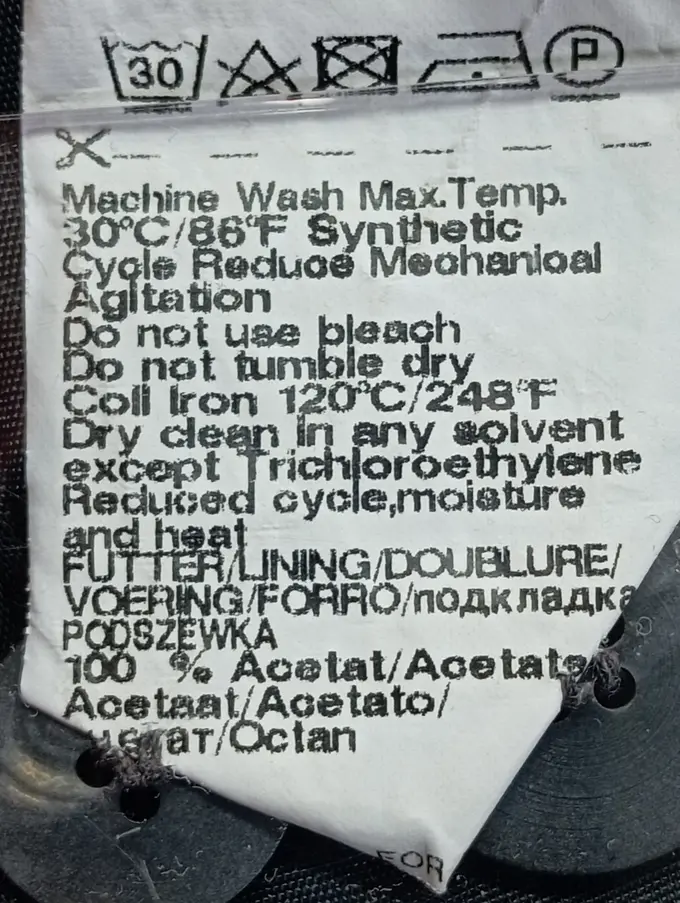 30 P
Machine Wash Max.Temp.
30°C/86°F Synthetic
Cycle Reduce Mechanical
Agitation
Do not use bleach
Do not tumble dry
Coll Iron 120°C/248°F
Dry clean in any solvent
except Trichloroethylene
Reduced cycle,moisture
and heat
FUTTER/LINING/DOUBLURE/
VOERING/FORRO/подкладка
PODSZEWKA
100 % Acetat/Acetate
Acetaat/Acetato/
/Octan
FOR